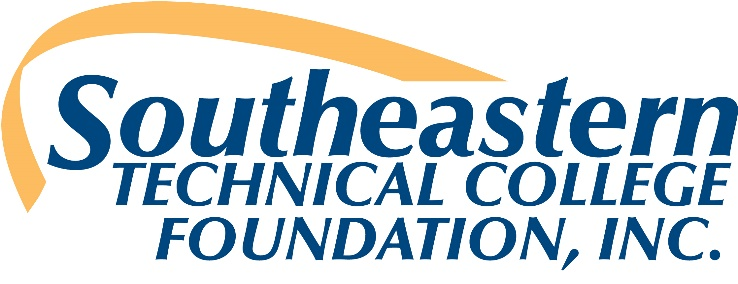 Southeastern
TECHNICAL COLLEGE
FOUNDATION, INC.